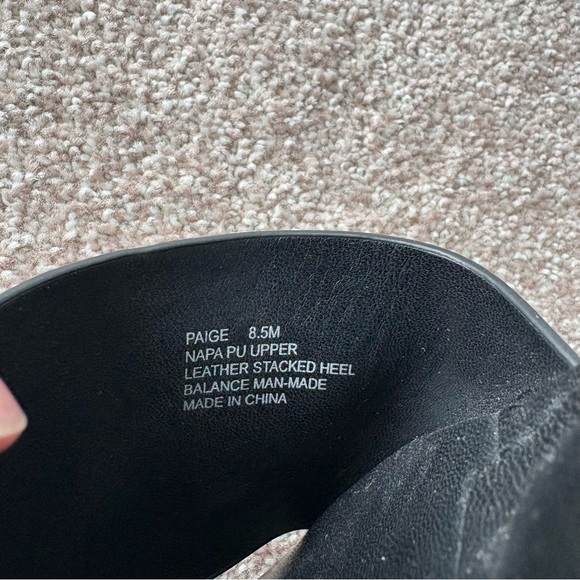 PAIGE 8.5M
NAPA PU UPPER
LEATHER STACKED HEEL
BALANCE MAN-MADE
MADE IN CHINA